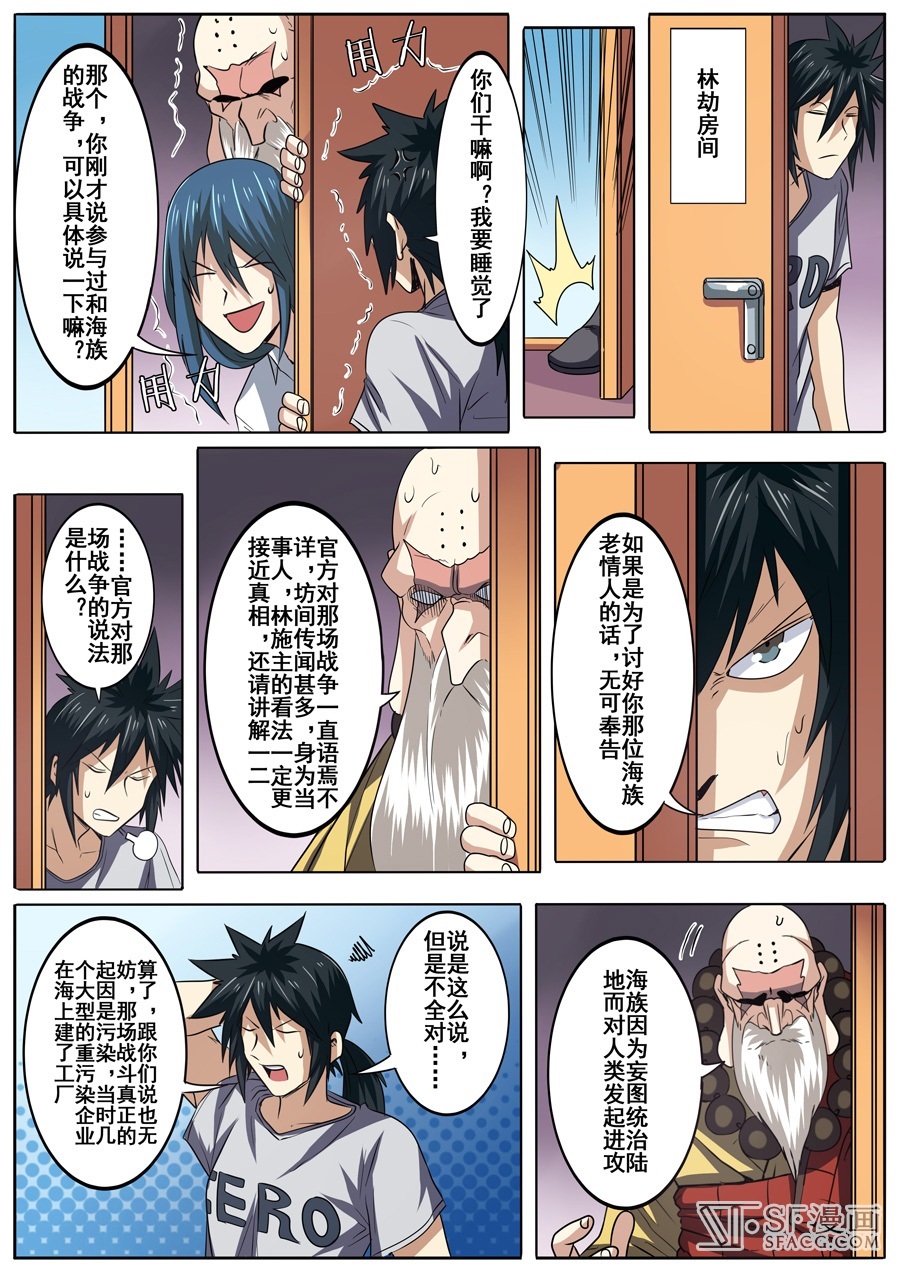 林劫房间
ERO
你们干嘛啊？我要睡觉了
用力
那个，你刚才说参与过和海族
的战争，可以具体说一下嘛？
用力
如果是为了讨好你那位海族
老情人的话，无可奉告
官方对那场战争一直语焉不
详，坊间传闻甚多，身为当
事人，林施主的看法一定更
接近真相，还请讲解一二
……官方对那
场战争的说法
是什么？
海族因为妄图统治陆
地而对人类发起进攻
说是这么说，
但是不全对……
算了，跟你们说也无
妨，那场战斗真正的
起因是污染，当时几
个大型的重污染企业
在海上建了工厂
ZERO
SF漫画
SFACG.COM